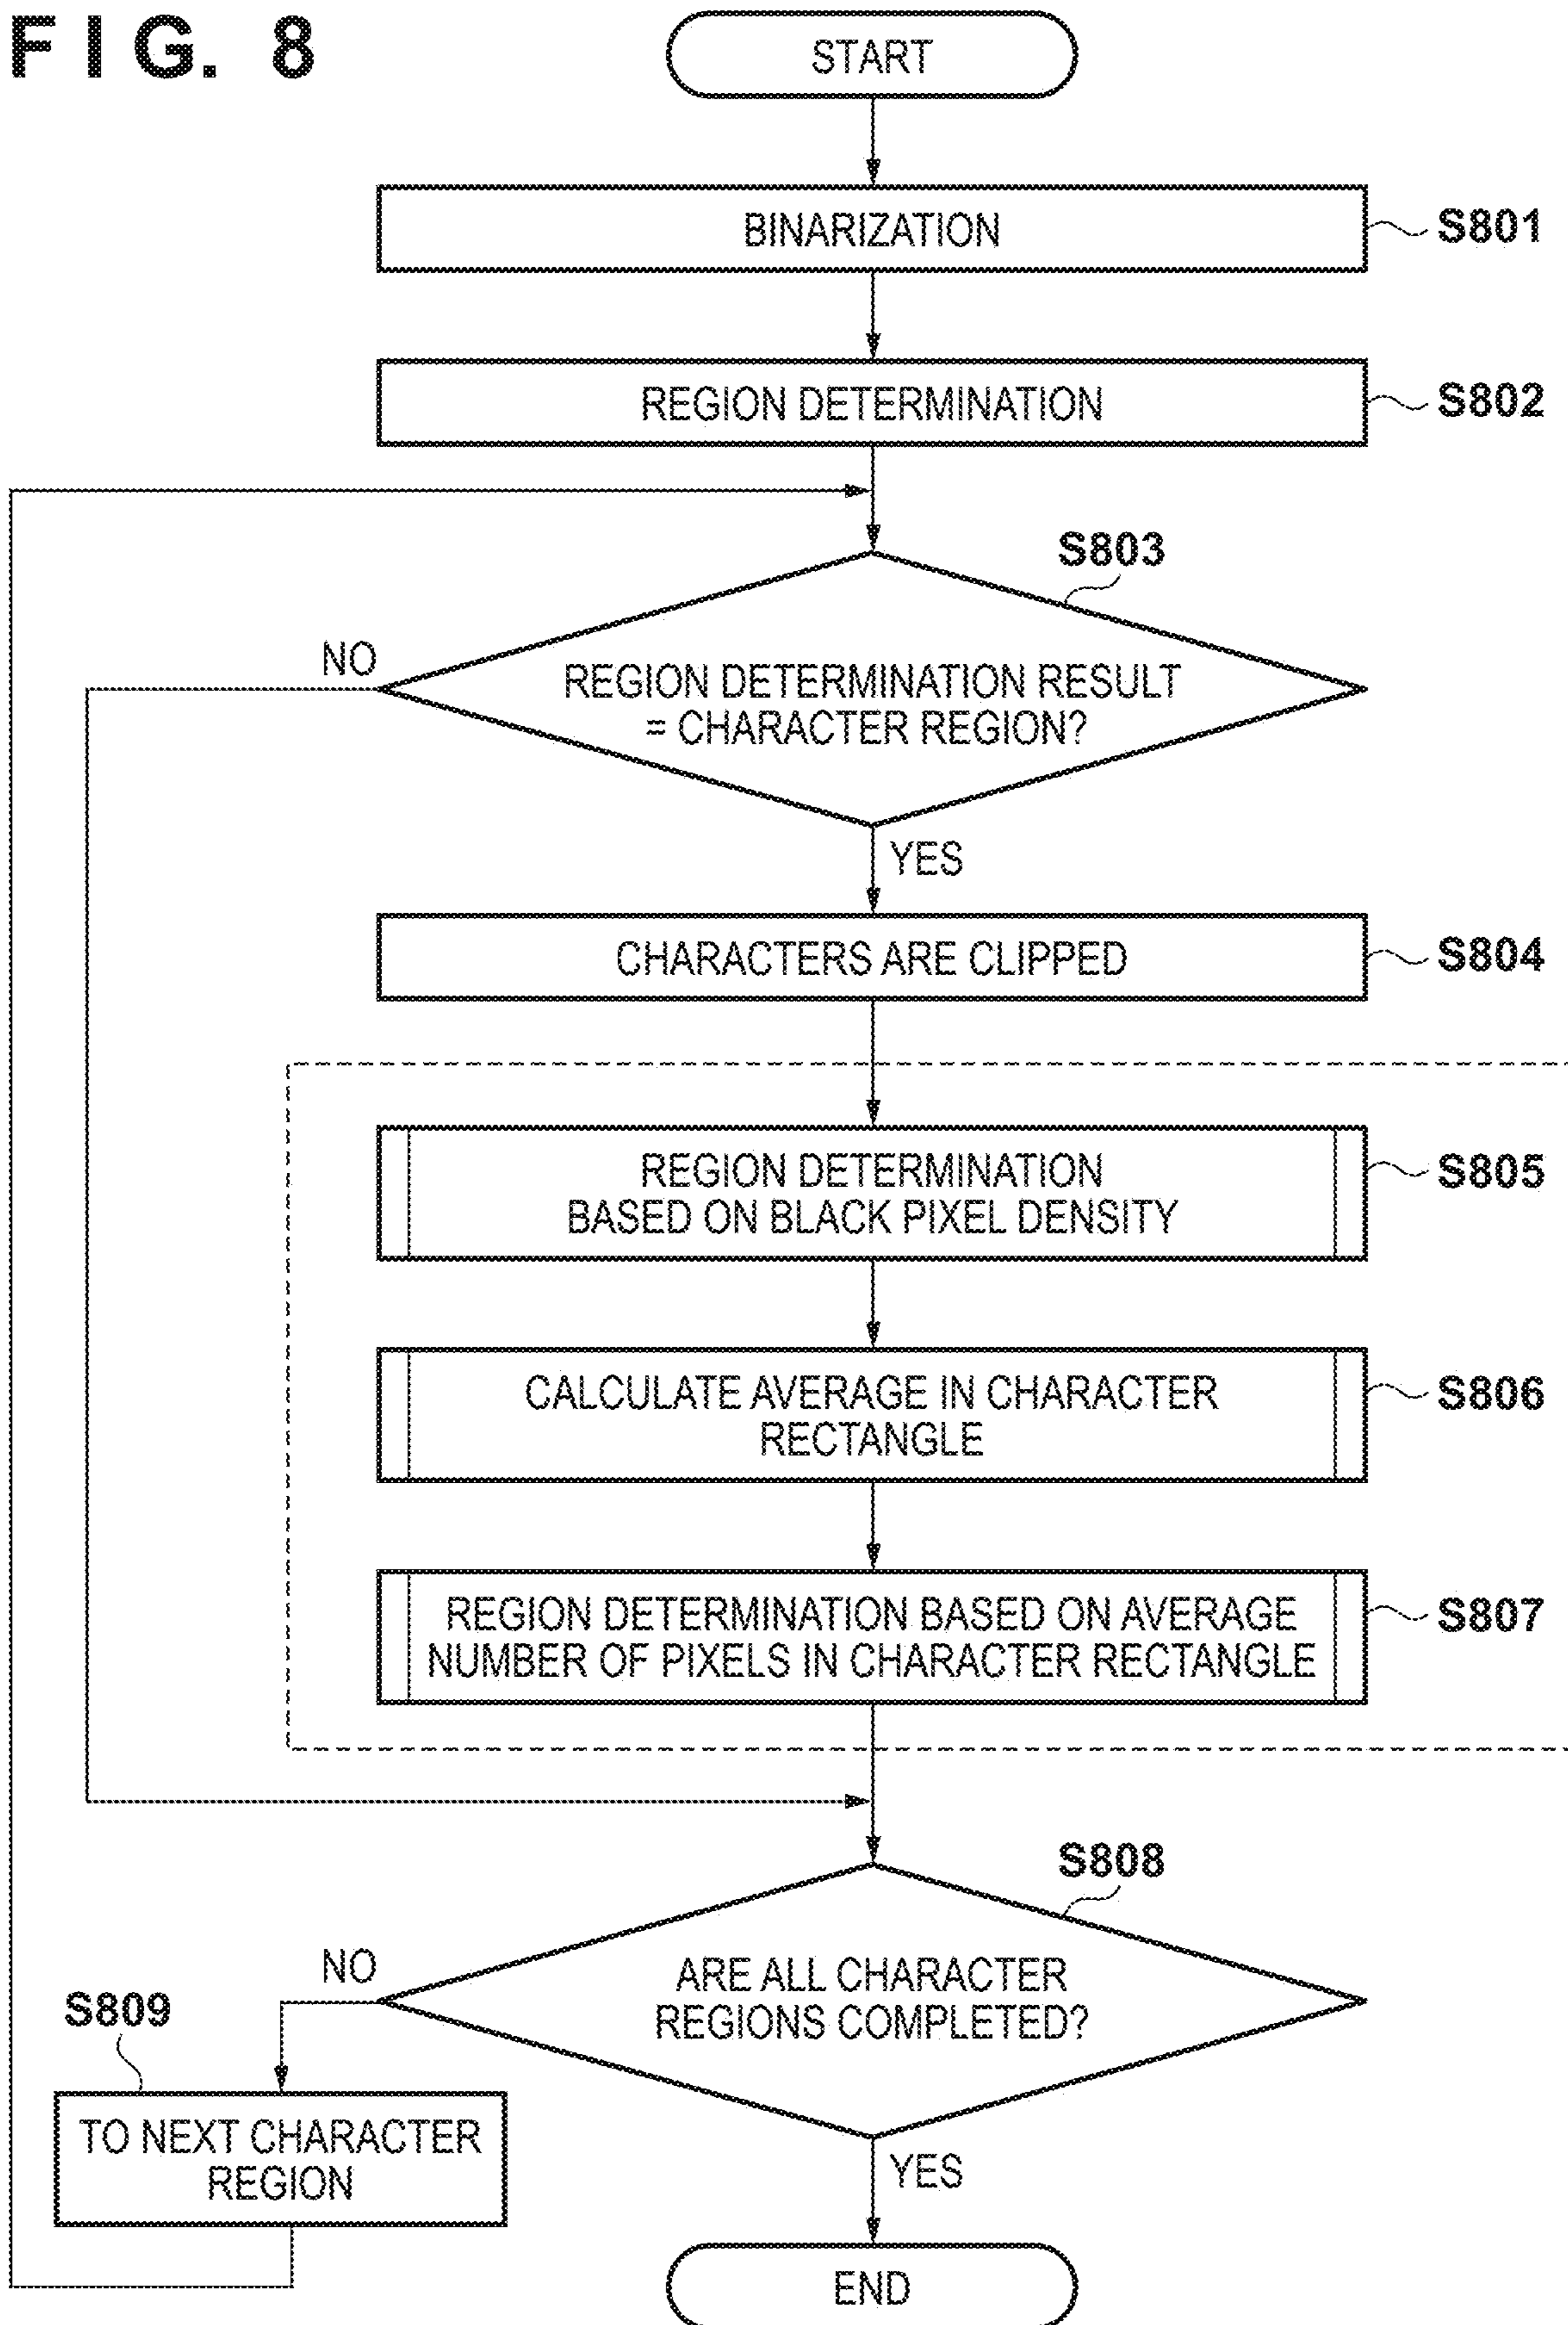 FIG. 8
START
BINARIZATION
S801
REGION DETERMINATION
S802
S803
NO
REGION DETERMINATION RESULT
= CHARACTER REGION?
YES
CHARACTERS ARE CLIPPED
S804
REGION DETERMINATION
BASED ON BLACK PIXEL DENSITY
S805
CALCULATE AVERAGE IN CHARACTER
RECTANGLE
S806
REGION DETERMINATION BASED ON AVERAGE
NUMBER OF PIXELS IN CHARACTER RECTANGLE
S807
S808
NO
ARE ALL CHARACTER
REGIONS COMPLETED?
S809
TO NEXT CHARACTER
REGION
YES
END